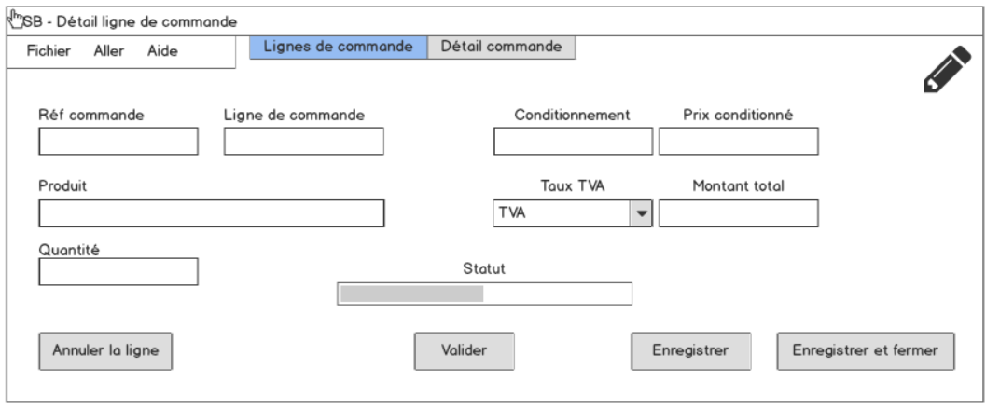 SB - Détail ligne de commande
Fichier Aller Aide
Lignes de commande Détail commande
Réf commande Ligne de commande Conditionnement Prix conditionné
Produit Taux TVA Montant total
TVA
Quantité
Statut
Annuler la ligne Valider Enregistrer Enregistrer et fermer